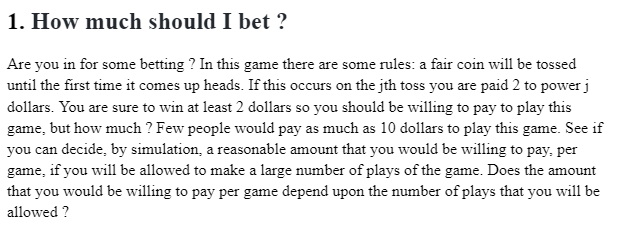 1. How much should I bet ?
Are you in for some betting ? In this game there are some rules: a fair coin will be tossed
until the first time it comes up heads. If this occurs on the jth toss you are paid 2 to power j
dollars. You are sure to win at least 2 dollars so you should be willing to pay to play this
game, but how much ? Few people would pay as much as 10 dollars to play this game. See if
you can decide, by simulation, a reasonable amount that you would be willing to pay, per
game, if you will be allowed to make a large number of plays of the game. Does the amount
that you would be willing to pay per game depend upon the number of plays that you will be
allowed ?